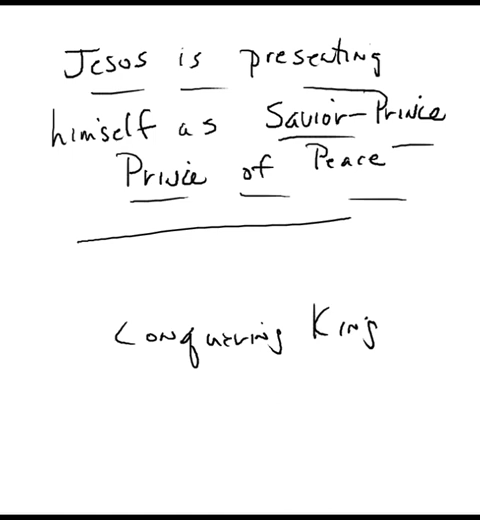 Jesus is presenting
himself as Savior-Prince
Prince of Peace
Conquering King